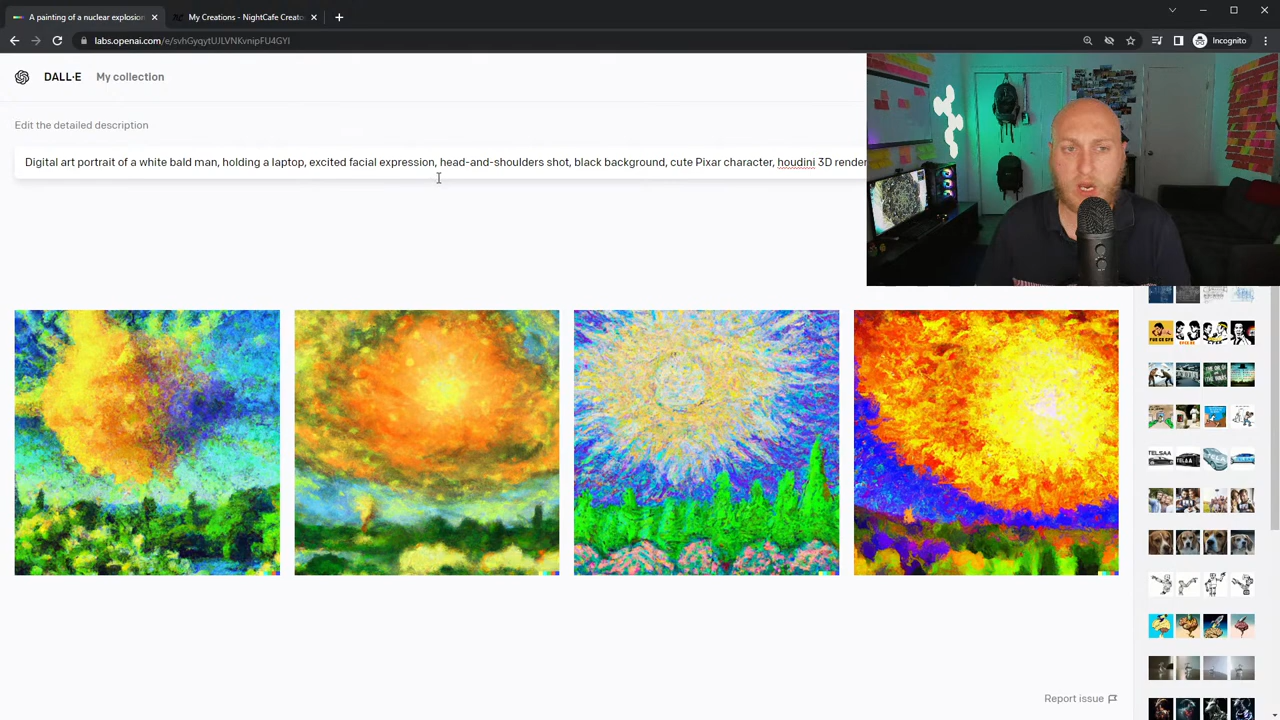 A painting of a nuclear explosion
My Creations - NightCafe Creato
labs.openai.com/e/svhGyqytUJLVNKvnipFU4GYI
Incognito
DALL·E
My collection
Edit the detailed description
Digital art portrait of a white bald man, holding a laptop, excited facial expression, head-and-shoulders shot, black background, cute Pixar character, houdini 3D render
TELSAA
Report issue